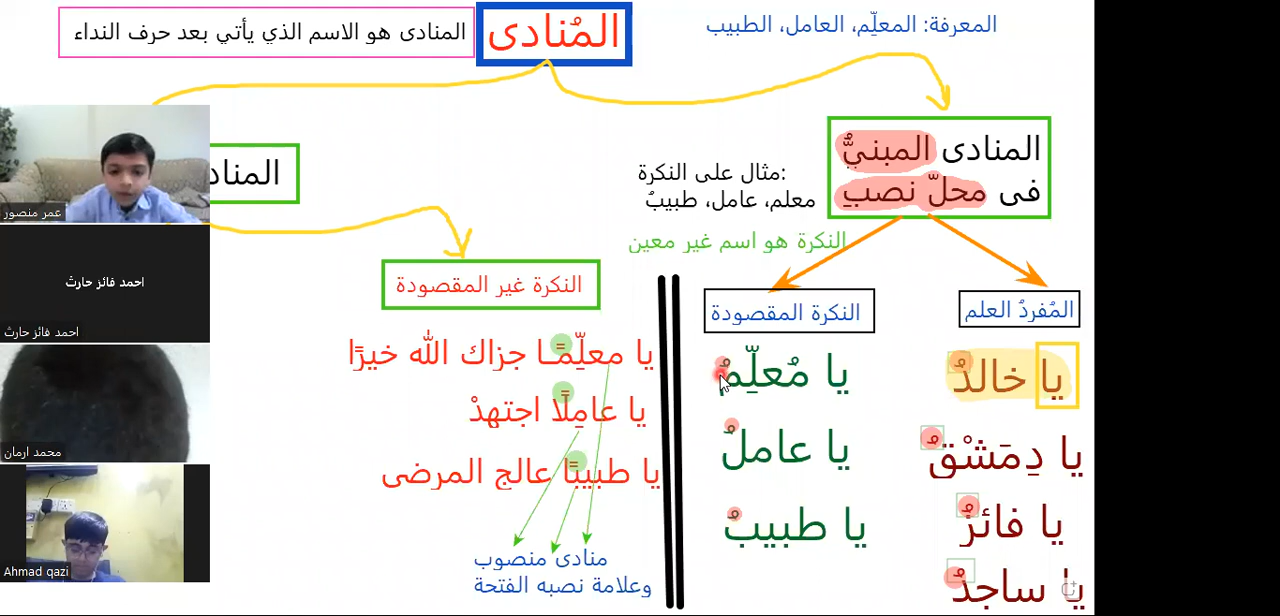 المعرفة: المعلِّم، العامل، الطبيب
المُنادى
المنادى هو الاسم الذي يأتي بعد حرف النداء
المنادى المبنيُّ
فى محلّ نصبِ
مثال على النكرة:
معلم، عامل، طبيبُ
النكرة هو اسم غير معين
المُفردُ العلم
يا خالدُ
يا دِمَشْقُ
يا فائزُ
يا ساجدُ
النكرة المقصودة
يا مُعلِّمُ
يا عاملُ
يا طبيبُ
النكرة غير المقصودة
يا معلِّمـًـا جزاك الله خيرًا
يا عامِلًا اجتهدْ
يا طبيبًا عالج المرضى
منادى منصوب
وعلامة نصبه الفتحة
عمر منصور
احمد فائز حارث
احمد فائز حارث
محمد ارمان
Ahmad qazi